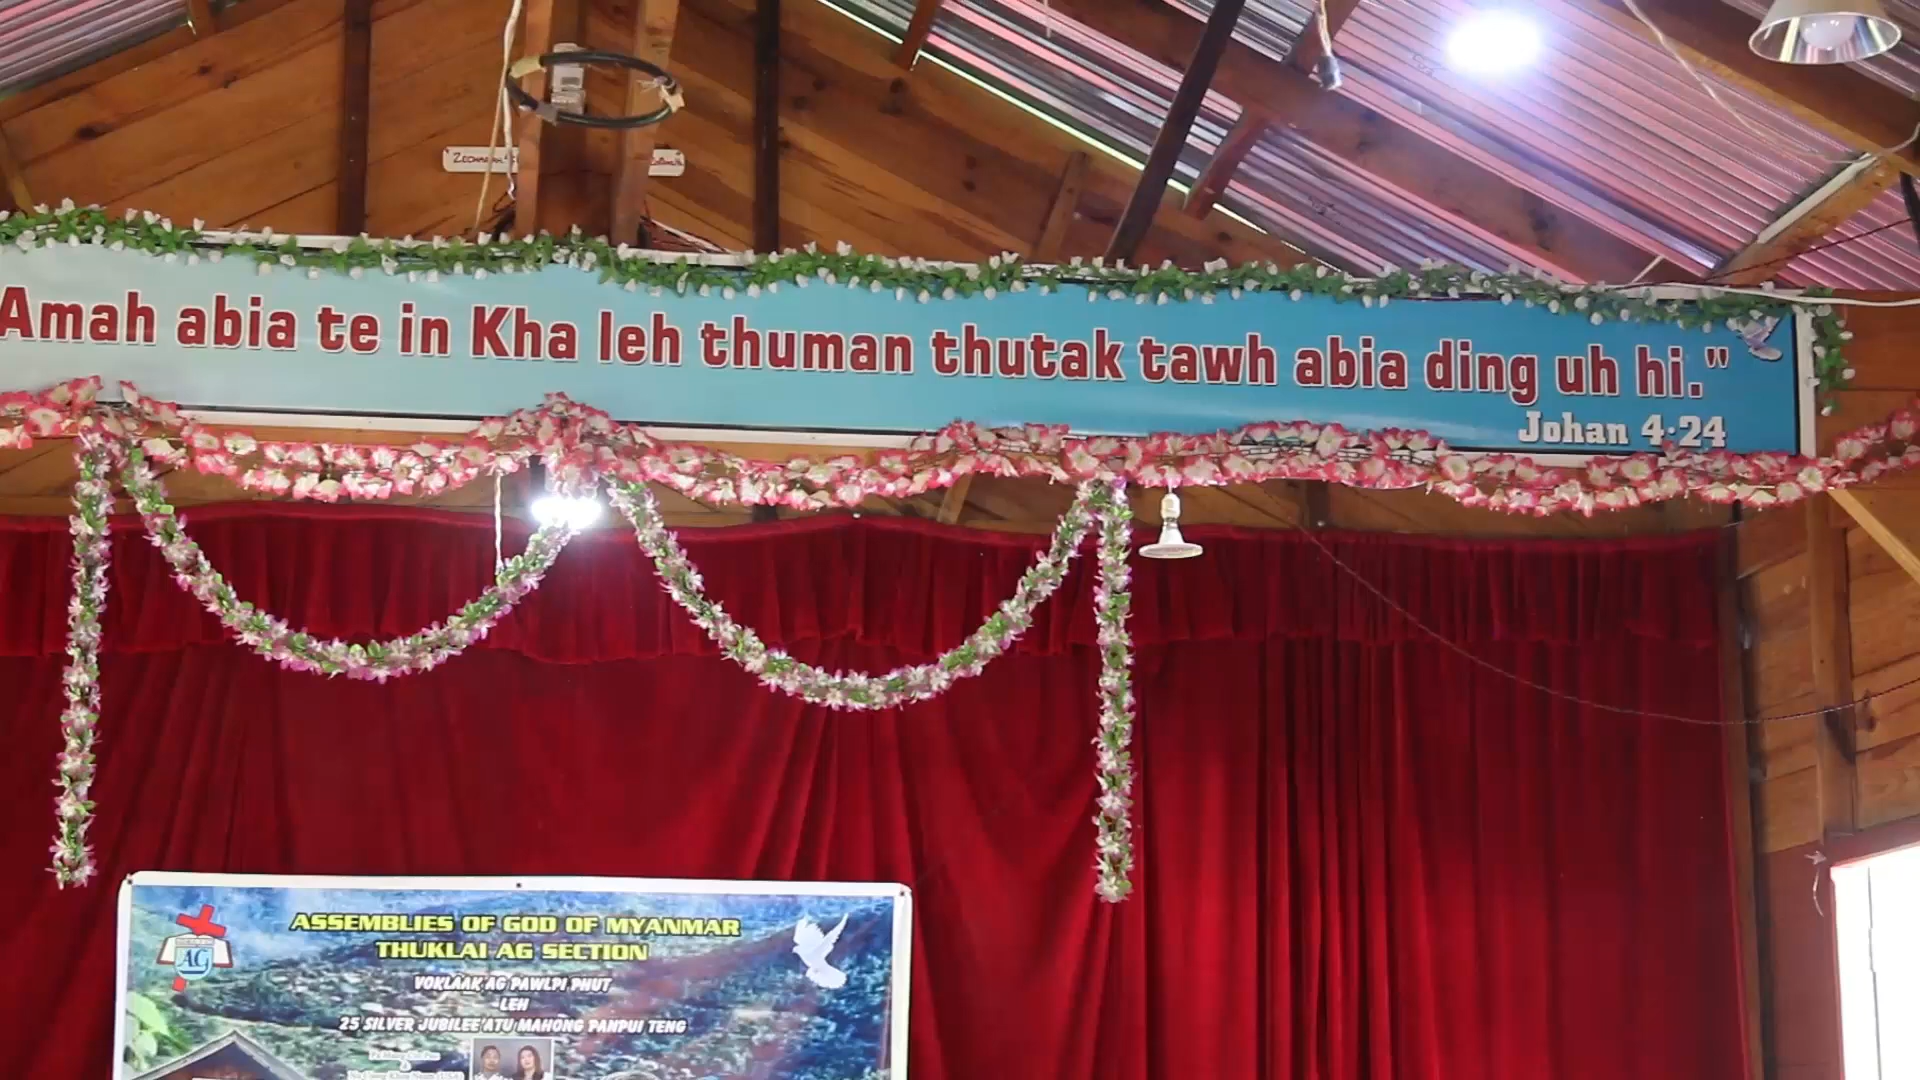 Amah abia te in Kha leh thuman thutak tawh abia ding uh hi."
Johan 4:24
ASSEMBLIES OF GOD OF MYANMAR
THUKLAI AG SECTION
VOKLAAK AG PAWLPI PHUT
LEH
25 SILVER JUBILEE ATU MAHONG PANPUI TENG
AG